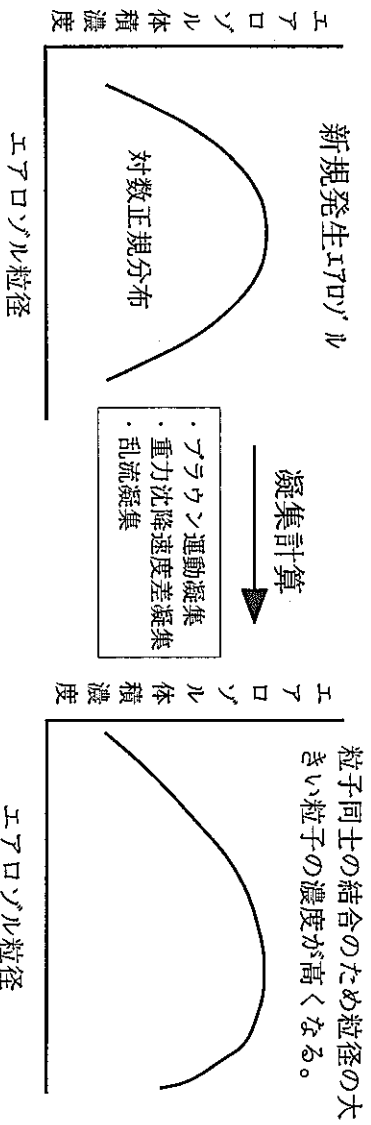 新規発生エアロゾル
エアロゾル体積濃度
対数正規分布
エアロゾル粒径
凝集計算
・ブラウン運動凝集
・重力沈降速度差凝集
・乱流凝集
粒子同士の結合のため粒径の大
きい粒子の濃度が高くなる。
エアロゾル体積濃度
エアロゾル粒径